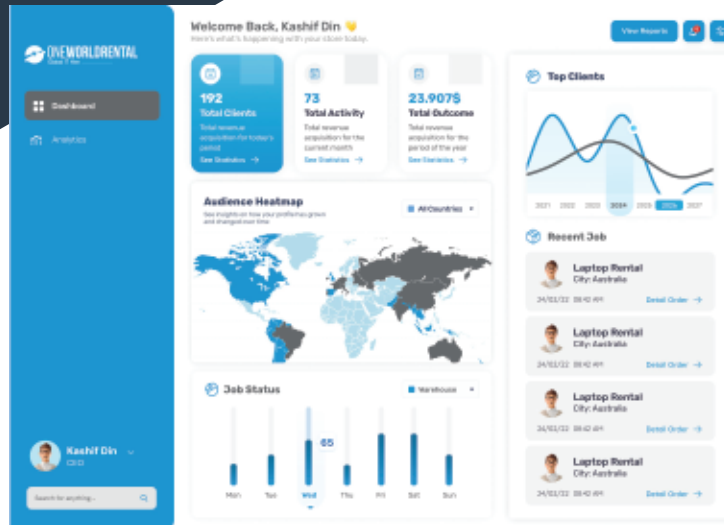 ONEWORLDRENTAL
Dashboard
Analytics
Kashif Din
CEO
Search for anything...
Welcome Back, Kashif Din
Here's what's happening with your store today.
View Reports
192
Total Clients
Total revenue
acquisition for today's
period
See Statistics
73
Total Activity
Total revenue
acquisition for the
current month
See Statistics
23.907$
Total Outcome
Total revenue
acquisition for the
period of the year
See Statistics
Audience Heatmap
See insights on how your profile has grown
and changed over time.
All Countries
Job Status
Warehouse
65
Mon Tue Wed Thu Fri Sat Sun
Top Clients
2021 2022 2023 2024 2025 2026 2027
Recent Job
Laptop Rental
City: Australia
24/03/22 08:42 AM Detail Order
Laptop Rental
City: Australia
24/03/22 08:42 AM Detail Order
Laptop Rental
City: Australia
24/03/22 08:42 AM Detail Order
Laptop Rental
City: Australia
24/03/22 08:42 AM Detail Order